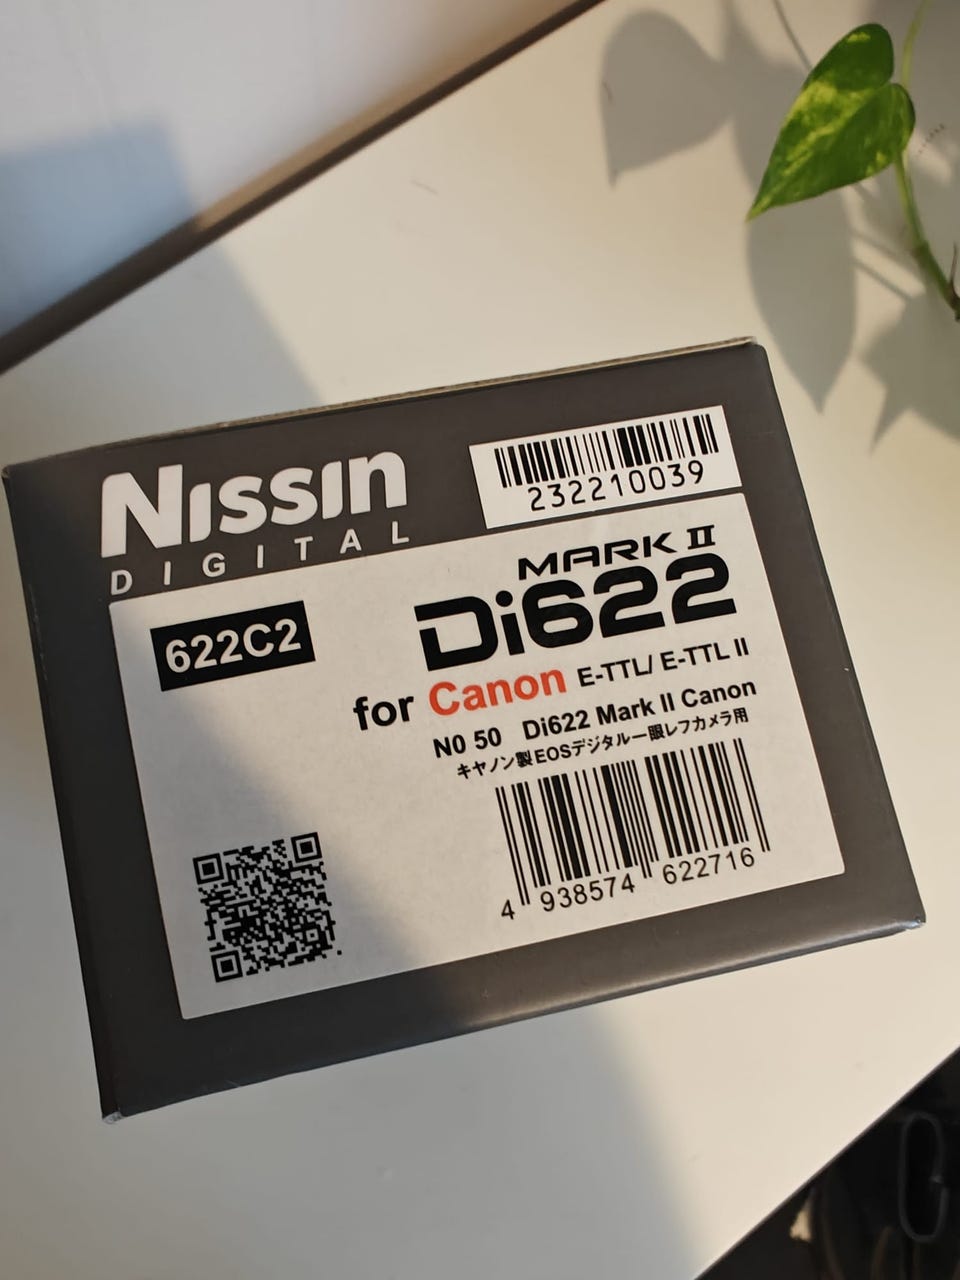 Nissin
DIGITAL
232210039
622C2
MARK II
Di622
for Canon E-TTL/ E-TTL II
N0 50 Di622 Mark II Canon
キヤノン製EOSデジタル一眼レフカメラ用
4 938574 622716